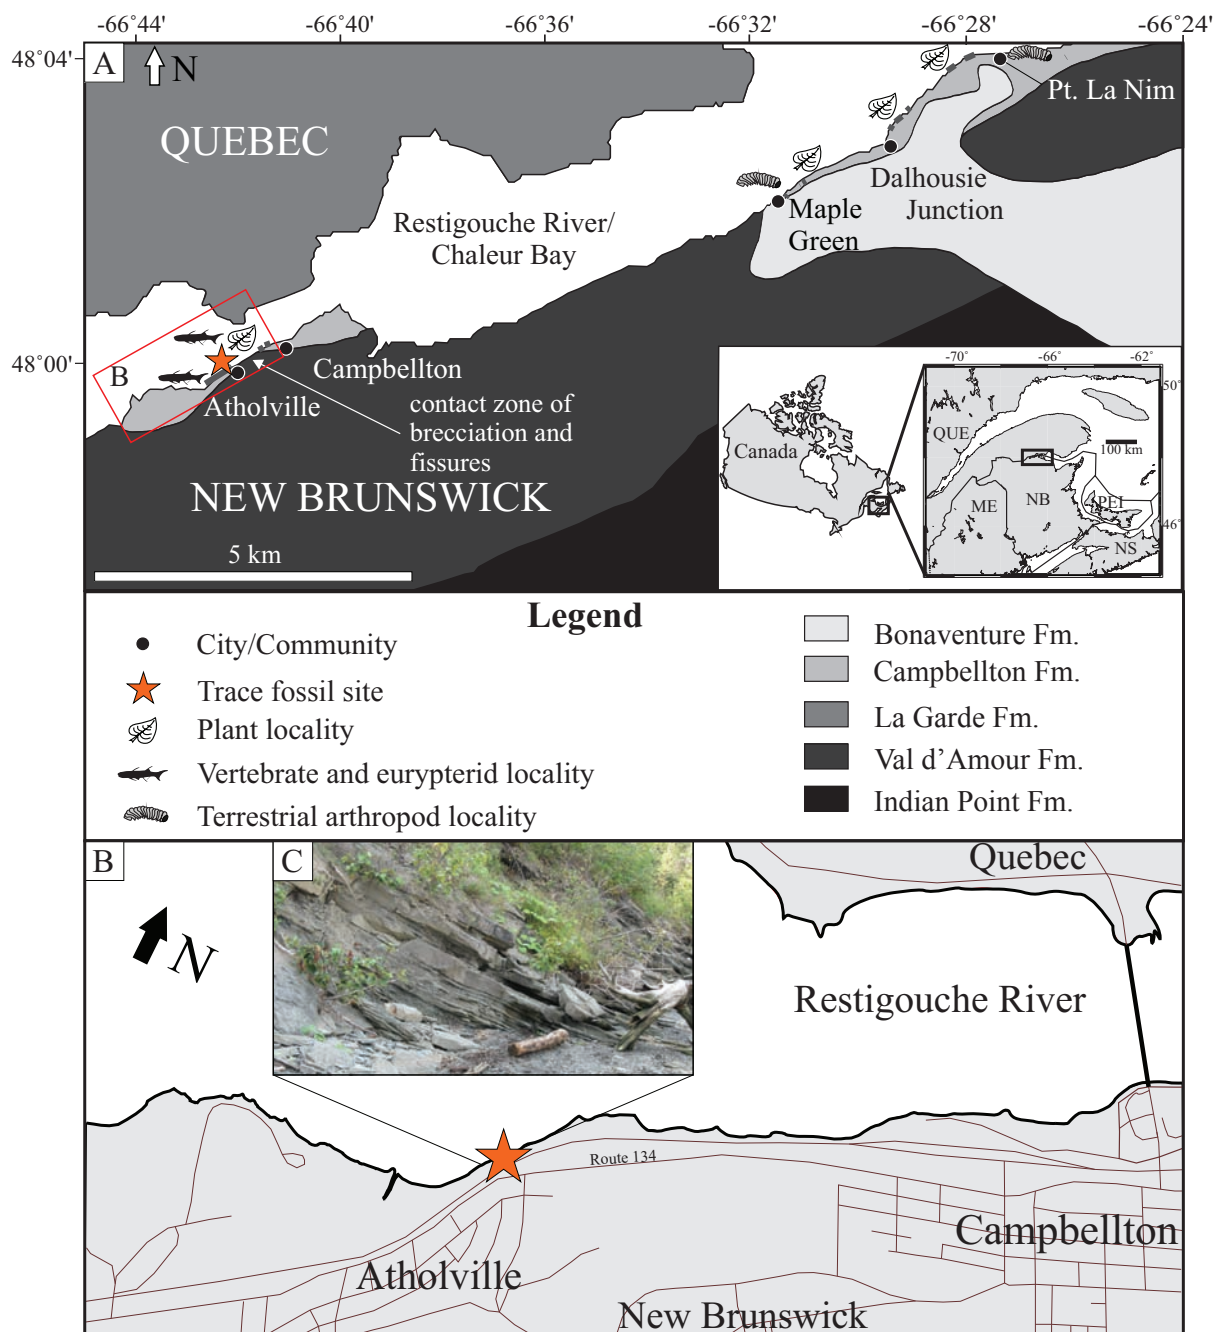 -66°44' -66°40' -66°36' -66°32' -66°28' -66°24'
48°04'
A
N
Pt. La Nim
QUEBEC
Dalhousie
Junction
Restigouche River/
Chaleur Bay
Maple
Green
48°00'
B
Campbellton
Atholville
contact zone of
brecciation and
fissures
NEW BRUNSWICK
5 km
Canada
-70° -66° -62°
50°
QUE
100 km
ME
NB
PEI
46°
NS
Legend
City/Community
Trace fossil site
Plant locality
Vertebrate and eurypterid locality
Terrestrial arthropod locality
Bonaventure Fm.
Campbellton Fm.
La Garde Fm.
Val d’Amour Fm.
Indian Point Fm.
B
C
N
Quebec
Restigouche River
Route 134
Campbellton
Atholville
New Brunswick